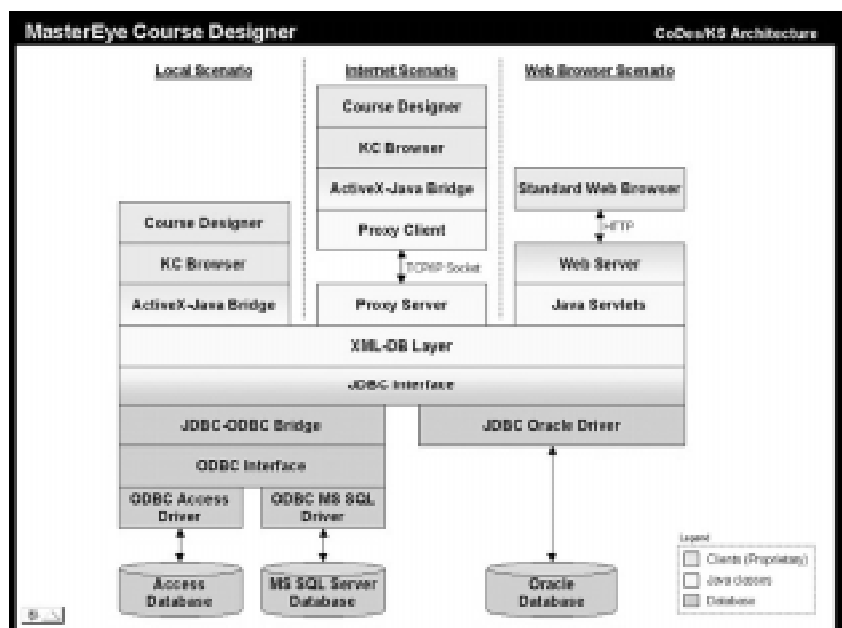 MasterEye Course Designer
CoDes/KS Architecture
Local Scenario
Internet Scenario
Web Browser Scenario
Course Designer
KC Browser
ActiveX-Java Bridge
Proxy Client
TCP/IP-Socket
Proxy Server
Standard Web Browser
HTTP
Web Server
Java Servlets
Course Designer
KC Browser
ActiveX-Java Bridge
XML-DB Layer
JDBC Interface
JDBC-ODBC Bridge
JDBC Oracle Driver
ODBC Interface
ODBC Access
Driver
ODBC MS SQL
Driver
Access
Database
MS SQL Server
Database
Oracle
Database
Legend
Clients (Proprietary)
Java classes
Database